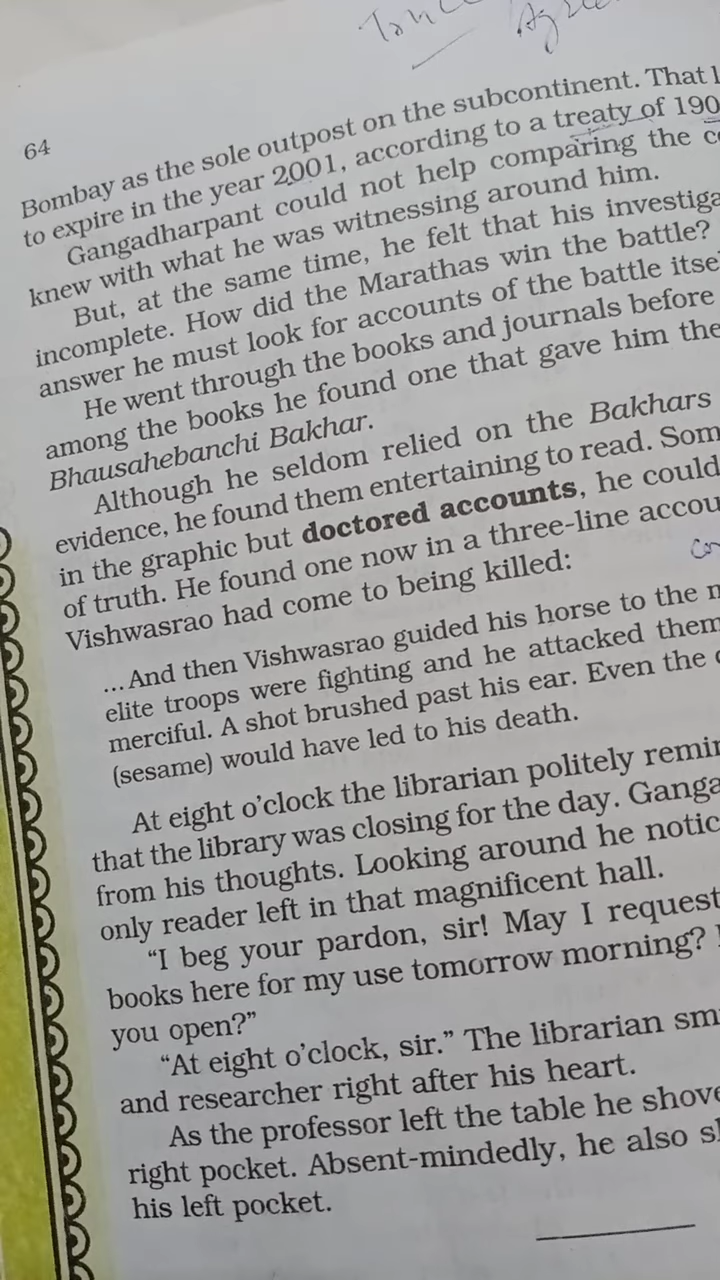 64
Bombay as the sole outpost on the subcontinent. That
to expire in the year 2001, according to a treaty of 190
Gangadharpant could not help comparing the
knew with what he was witnessing around him.
But, at the same time, he felt that his investiga
incomplete. How did the Marathas win the battle?
answer he must look for accounts of the battle itse
He went through the books and journals before
among the books he found one that gave him the
Bhausahebanchi Bakhar.
Although he seldom relied on the Bakhars
evidence, he found them entertaining to read. Som
in the graphic but doctored accounts, he could
of truth. He found one now in a three-line accou
Vishwasrao had come to being killed:
...And then Vishwasrao guided his horse to the
elite troops were fighting and he attacked them
merciful. A shot brushed past his ear. Even the
(sesame) would have led to his death.
At eight o'clock the librarian politely remin
that the library was closing for the day. Ganga
from his thoughts. Looking around he notic
only reader left in that magnificent hall.
“I beg your pardon, sir! May I request
books here for my use tomorrow morning?
you open?”
“At eight o'clock, sir.” The librarian sm
and researcher right after his heart.
As the professor left the table he shove
right pocket. Absent-mindedly, he also s
his left pocket.